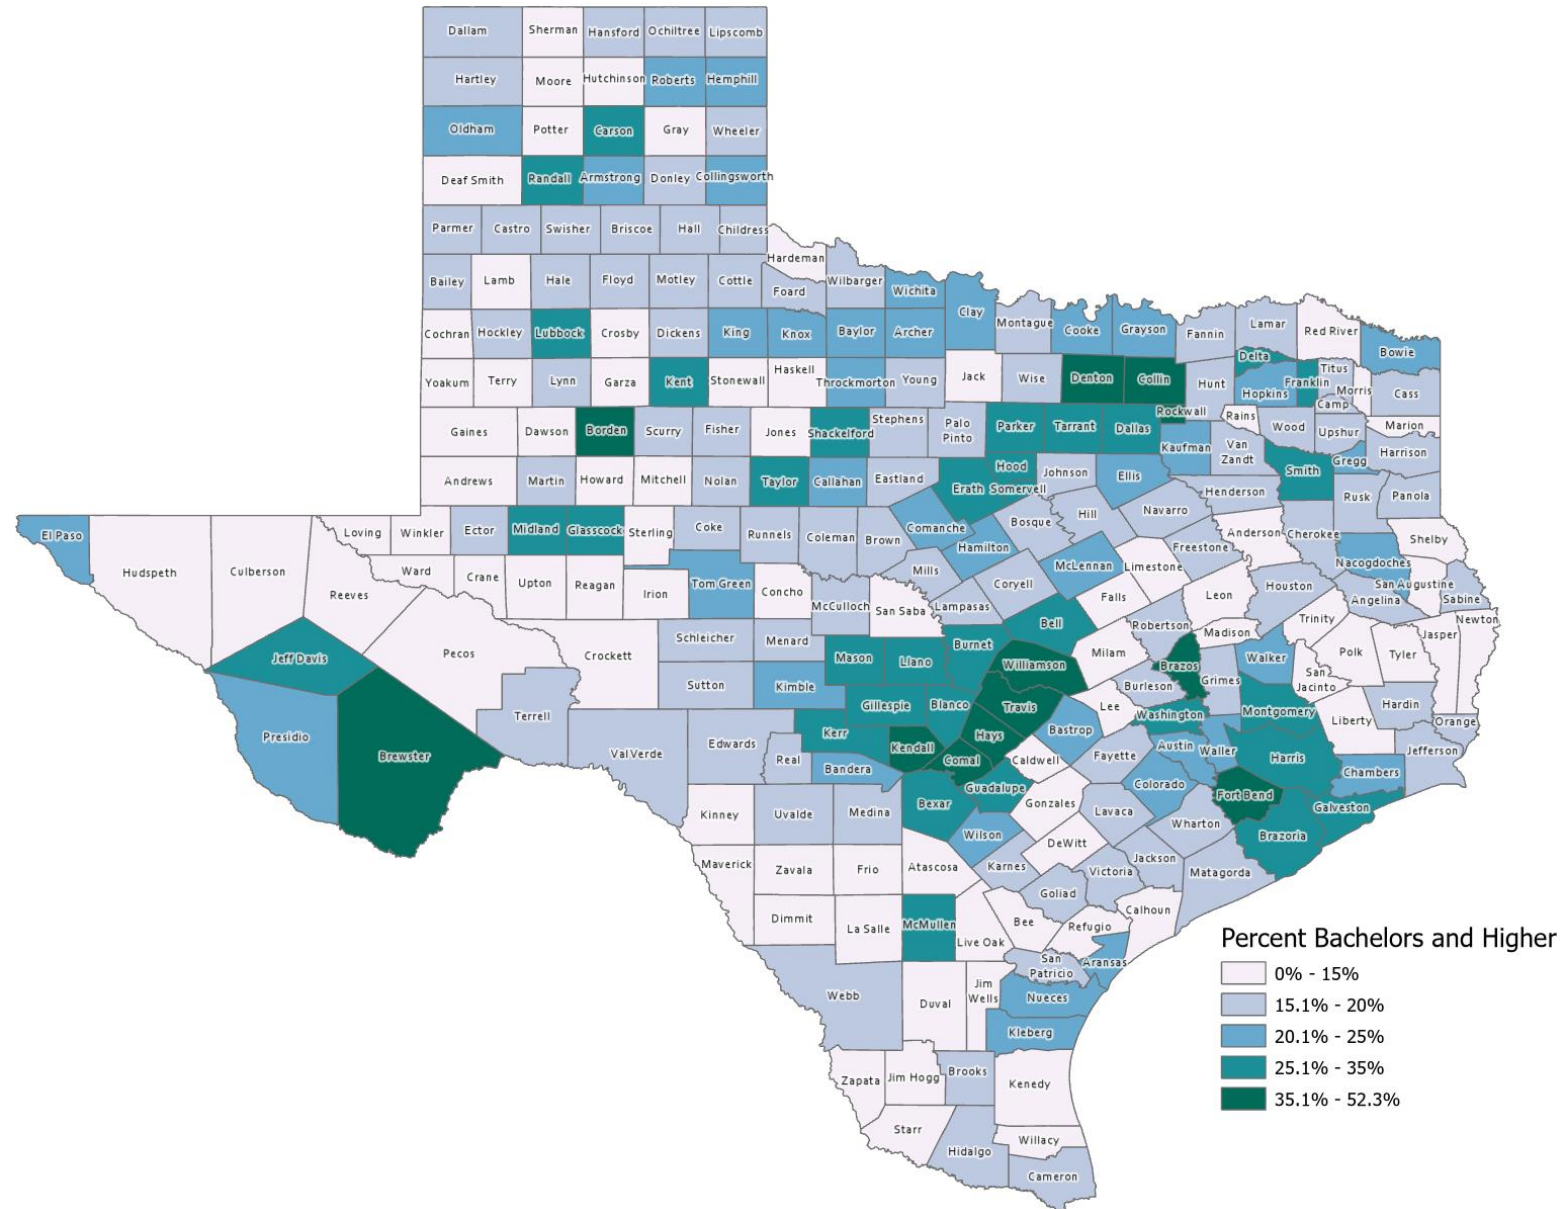 Dallam Sherman Hansford Ochiltree Lipscomb
Hartley Moore Hutchinson Roberts Hemphill
Oldham Potter Carson Gray Wheeler
Deaf Smith Randall Armstrong Donley Collingsworth
Parmer Castro Swisher Briscoe Hall Childress
Hardeman
Bailey Lamb Hale Floyd Motley Cottle Foard Wilbarger Wichita
Clay Montague Cooke Grayson Fannin Lamar Red River Bowie
Cochran Hockley Lubbock Crosby Dickens King Knox Baylor Archer
Delta Titus
Yoakum Terry Lynn Garza Kent Stonewall Haskell Throckmorton Young Jack Wise Denton Collin Hunt Hopkins Franklin Morris Cass
Camp
Rockwall Rains Wood Upshur Marion
Gaines Dawson Borden Scurry Fisher Jones Shackelford Stephens Palo
Pinto Parker Tarrant Dallas Kaufman Van
Zandt Gregg Harrison
Andrews Martin Howard Mitchell Nolan Taylor Callahan Eastland Hood Johnson Ellis Smith
Erath Somervell Henderson Rusk Panola
El Paso Hudspeth Culberson Loving Winkler Ector Midland Glasscock Sterling Coke Runnels Coleman Brown Comanche Bosque Hill Navarro Anderson Cherokee Shelby
Hamilton Freestone Nacogdoches
Reeves Ward Crane Upton Reagan Irion Tom Green Concho Mills McLennan Limestone San Augustine
McCulloch San Saba Lampasas Coryell Falls Leon Houston Angelina Sabine
Jeff Davis Pecos Crockett Schleicher Menard Mason Llano Burnet Bell Milam Robertson Madison Trinity Polk Tyler Jasper Newton
Sutton Kimble Williamson Brazos Grimes Walker San
Jacinto
Presidio Brewster Terrell Gillespie Blanco Travis Lee Burleson Washington Montgomery Liberty Hardin Orange
Val Verde Edwards Real Kerr Kendall Hays Bastrop Fayette Austin Waller Harris Jefferson
Bandera Comal Caldwell Chambers
Guadalupe Colorado Fort Bend
Kinney Uvalde Medina Bexar Gonzales Lavaca Galveston
Wilson Wharton Brazoria
Maverick Zavala Frio Atascosa Karnes DeWitt Jackson Matagorda
Victoria
Goliad
Dimmit La Salle McMullen Live Oak Bee Refugio Calhoun
San
Patricio Aransas
Webb Duval Jim
Wells Nueces
Kleberg
Zapata Jim Hogg Brooks Kenedy
Starr Hidalgo Willacy
Cameron
Percent Bachelors and Higher
0% - 15%
15.1% - 20%
20.1% - 25%
25.1% - 35%
35.1% - 52.3%